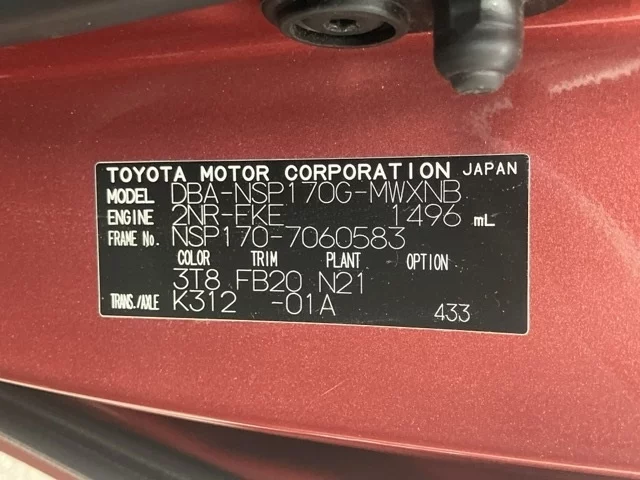 TOYOTA MOTOR CORPORATION JAPAN
MODEL DBA-NSP170G-MWXNB
ENGINE 2NR-FKE 1496 mL
FRAME No. NSP170-7060583
COLOR TRIM PLANT OPTION
3T8 FB20 N21
TRANS./AXLE K312 -01A
433